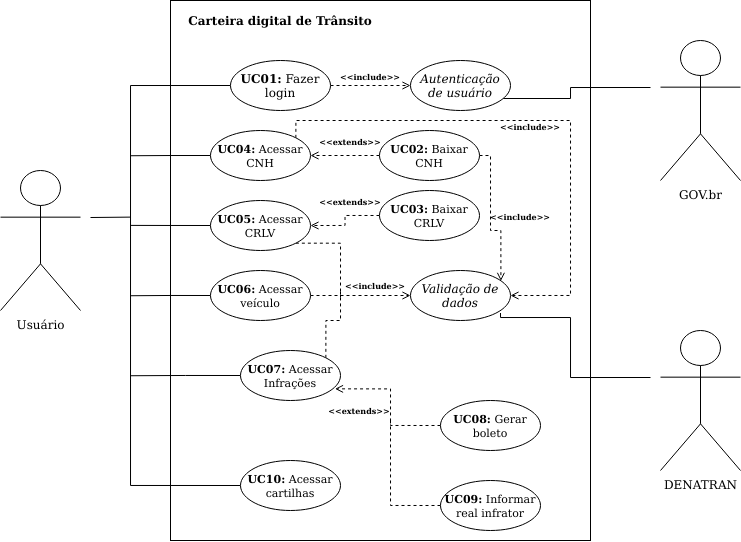 Carteira digital de Trânsito
UC01: Fazer
login
<<include>>
Autenticação
de usuário
<<include>>
UC04: Acessar
CNH
<<extends>>
UC02: Baixar
CNH
GOV.br
UC05: Acessar
CRLV
<<extends>>
UC03: Baixar
CRLV
<<include>>
UC06: Acessar
veículo
<<include>>
Validação de
dados
Usuário
UC07: Acessar
Infrações
<<extends>>
UC08: Gerar
boleto
UC10: Acessar
cartilhas
UC09: Informar
real infrator
DENATRAN